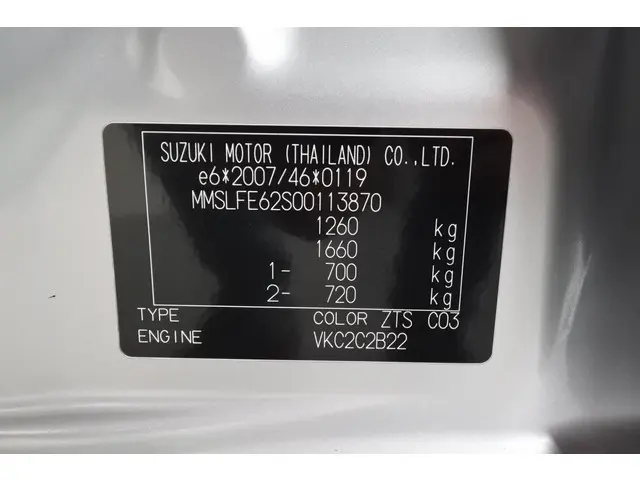 SUZUKI MOTOR (THAILAND) CO.,LTD.
e6*2007/46*0119
MMSLFE62S00113870
1260 kg
1660 kg
1- 700 kg
2- 720 kg
TYPE COLOR ZTS C03
ENGINE VKC2C2B22